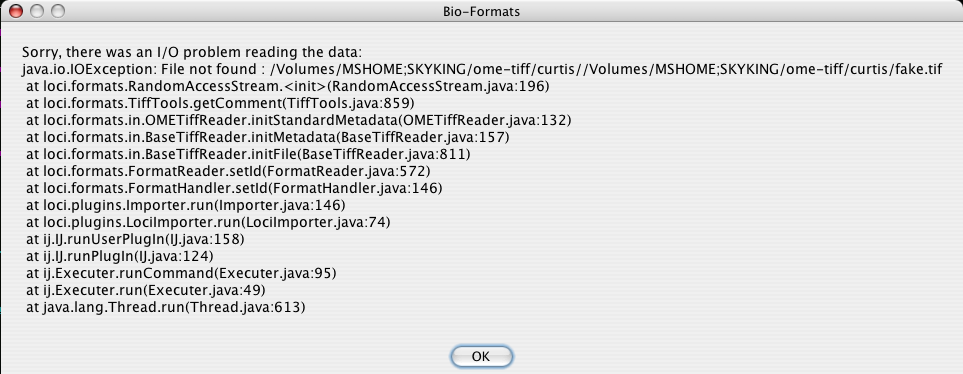 Bio-Formats
Sorry, there was an I/O problem reading the data:
java.io.IOException: File not found : /Volumes/MSHOME;SKYKING/ome-tiff/curtis//Volumes/MSHOME;SKYKING/ome-tiff/curtis/fake.tif
at loci.formats.RandomAccessStream.<init>(RandomAccessStream.java:196)
at loci.formats.TiffTools.getComment(TiffTools.java:859)
at loci.formats.in.OMETiffReader.initStandardMetadata(OMETiffReader.java:132)
at loci.formats.in.BaseTiffReader.initMetadata(BaseTiffReader.java:157)
at loci.formats.in.BaseTiffReader.initFile(BaseTiffReader.java:811)
at loci.formats.FormatReader.setId(FormatReader.java:572)
at loci.formats.FormatHandler.setId(FormatHandler.java:146)
at loci.plugins.Importer.run(Importer.java:146)
at loci.plugins.LociImporter.run(LociImporter.java:74)
at ij.IJ.runUserPlugIn(IJ.java:158)
at ij.IJ.runPlugIn(IJ.java:124)
at ij.Executer.runCommand(Executer.java:95)
at ij.Executer.run(Executer.java:49)
at java.lang.Thread.run(Thread.java:613)
OK